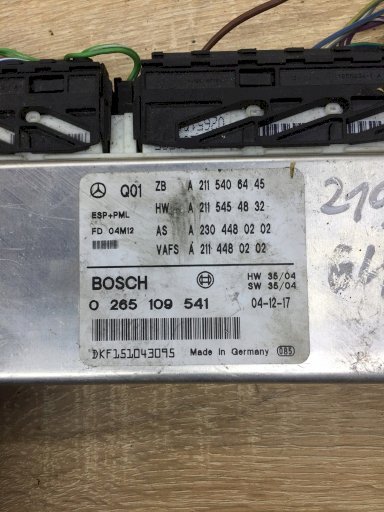 Q01 ZB A 211 540 64 45
ESP+PML HW A 211 545 48 32
FD 04M12 AS A 230 448 02 02
VAFS A 211 448 02 02
BOSCH HW 35/04
SW 35/04
0 265 109 541 04-12-17
DKF151043095 Made in Germany 085